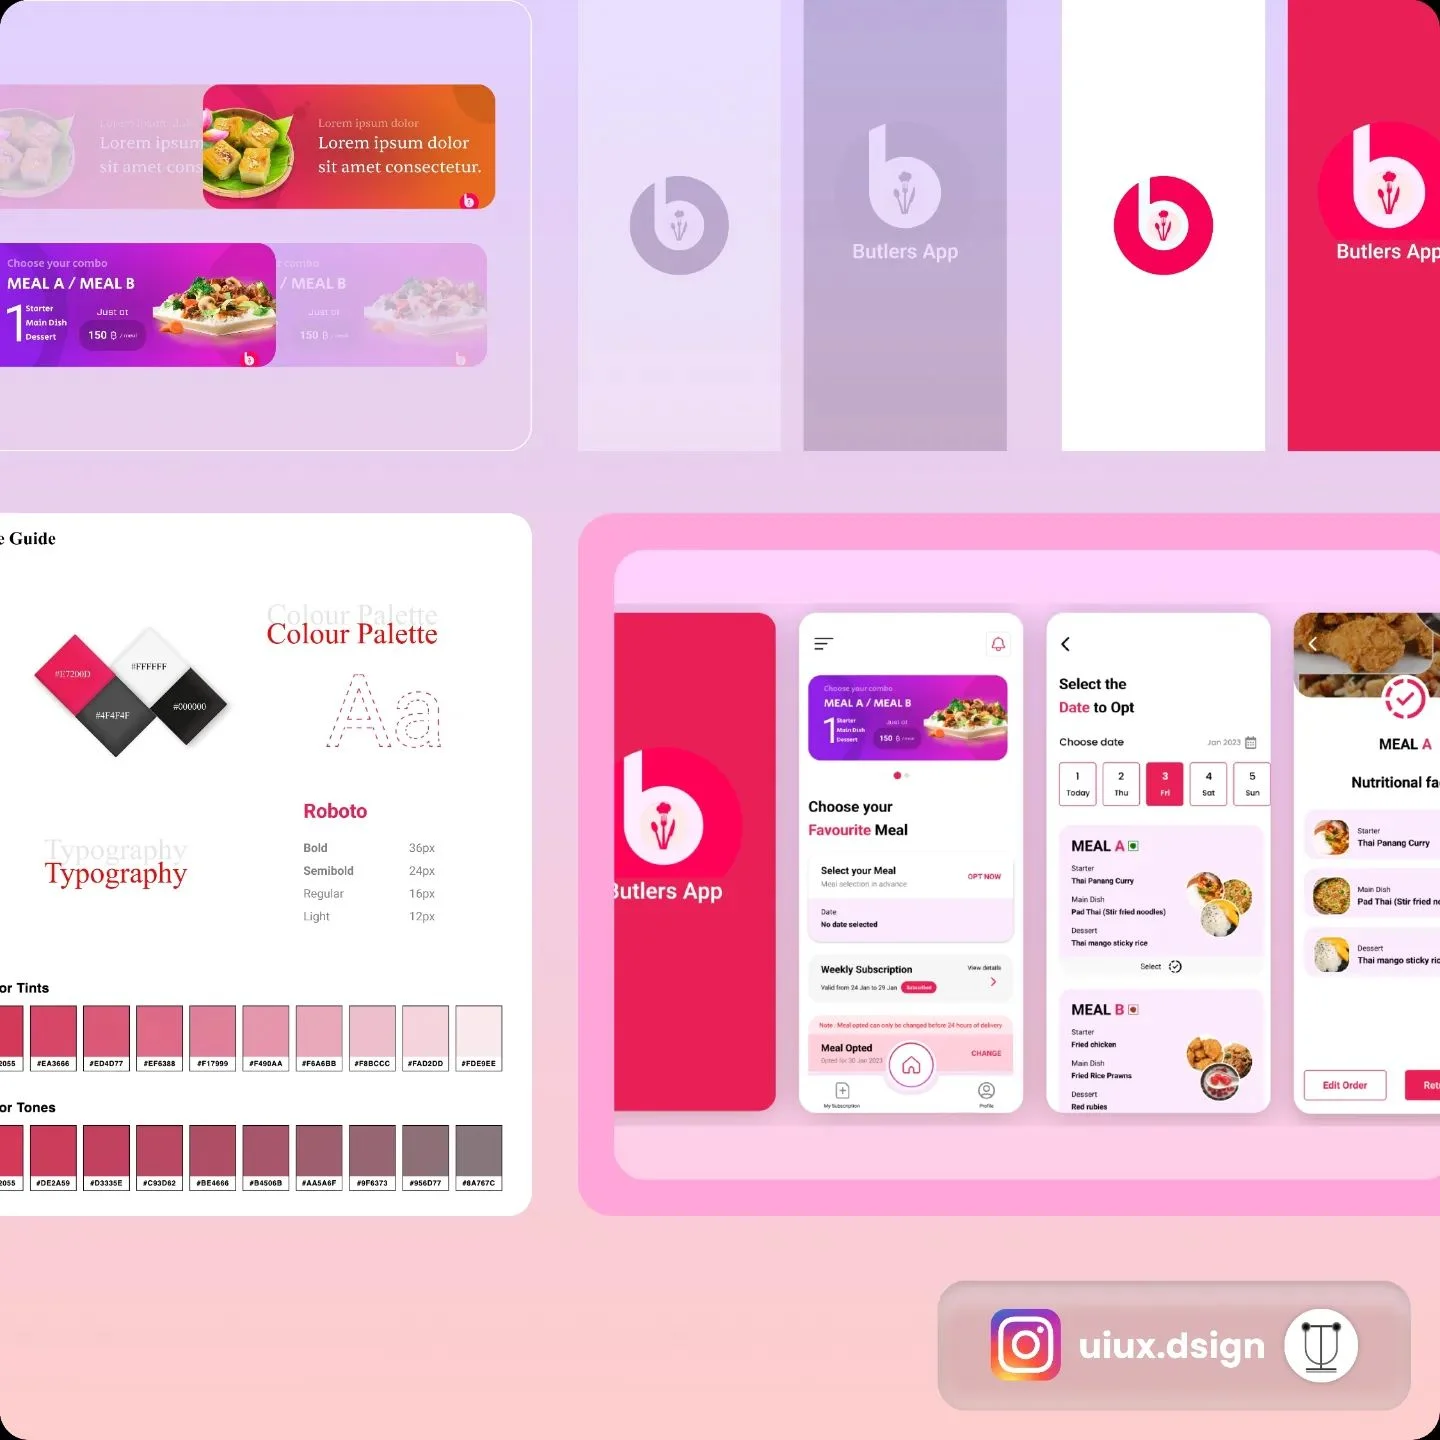 Lorem ipsum dolor
Lorem ipsum
sit amet cons
Lorem ipsum dolor
Lorem ipsum dolor
sit amet consectetur.
Choose your combo
MEAL A / MEAL B
1
Starter
Main Dish
Dessert
Just at
150 ฿ /meal
combo
/ MEAL B
Just at
150 ฿ /meal
Butlers App
Butlers App
e Guide
#E7200D
#FFFFFF
#4F4F4F
#000000
Colour Palette
Colour Palette
Aa
Typography
Typography
Roboto
Bold 36px
Semibold 24px
Regular 16px
Light 12px
or Tints
2055 #EA3666 #ED4D77 #EF6388 #F17999 #F490AA #F6A6BB #F8BCCC #FAD2DD #FDE9EE
or Tones
2055 #DE2A59 #D3335E #C93D62 #BE4666 #B4506B #AA5A6F #9F6373 #956D77 #8A767C
Butlers App
Choose your combo
MEAL A / MEAL B
1
Starter
Main Dish
Dessert
Just at
150 ฿ /meal
Choose your
Favourite Meal
Select your Meal
Meal selection in advance
OPT NOW
Date
No date selected
Weekly Subscription
View details
Valid from 24 Jan to 29 Jan
Subscribed
Note : Meal opted can only be changed before 24 hours of delivery
Meal Opted
Opted for 30 Jan 2023
CHANGE
My Subscription
Profile
Select the
Date to Opt
Choose date
Jan 2023
1 2 3 4 5
Today Thu Fri Sat Sun
MEAL A
Starter
Thai Panang Curry
Main Dish
Pad Thai (Stir fried noodles)
Dessert
Thai mango sticky rice
Select
MEAL B
Starter
Fried chicken
Main Dish
Fried Rice Prawns
Dessert
Red rubies
MEAL A
Nutritional fa
Starter
Thai Panang Curry
Main Dish
Pad Thai (Stir fried no
Dessert
Thai mango sticky ric
Edit Order
Ret
uiux.dsign